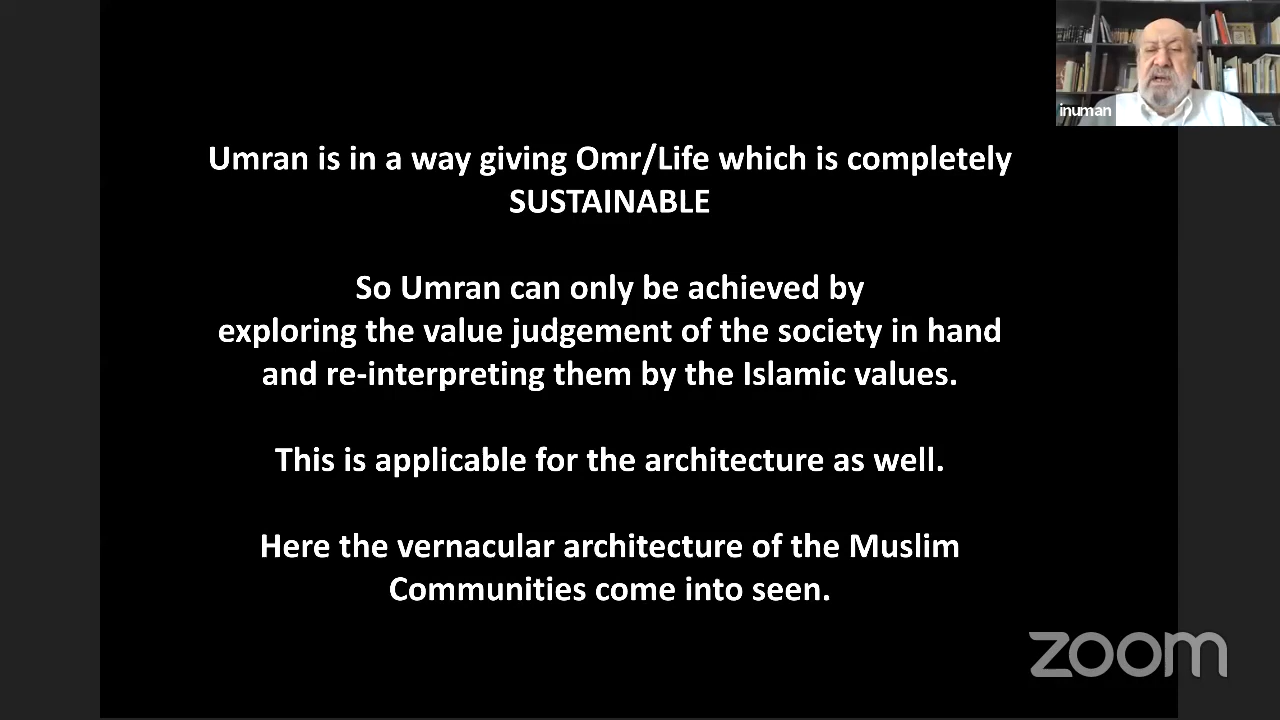 inuman
Umran is in a way giving Omr/Life which is completely
SUSTAINABLE
So Umran can only be achieved by
exploring the value judgement of the society in hand
and re-interpreting them by the Islamic values.
This is applicable for the architecture as well.
Here the vernacular architecture of the Muslim
Communities come into seen.
zoom